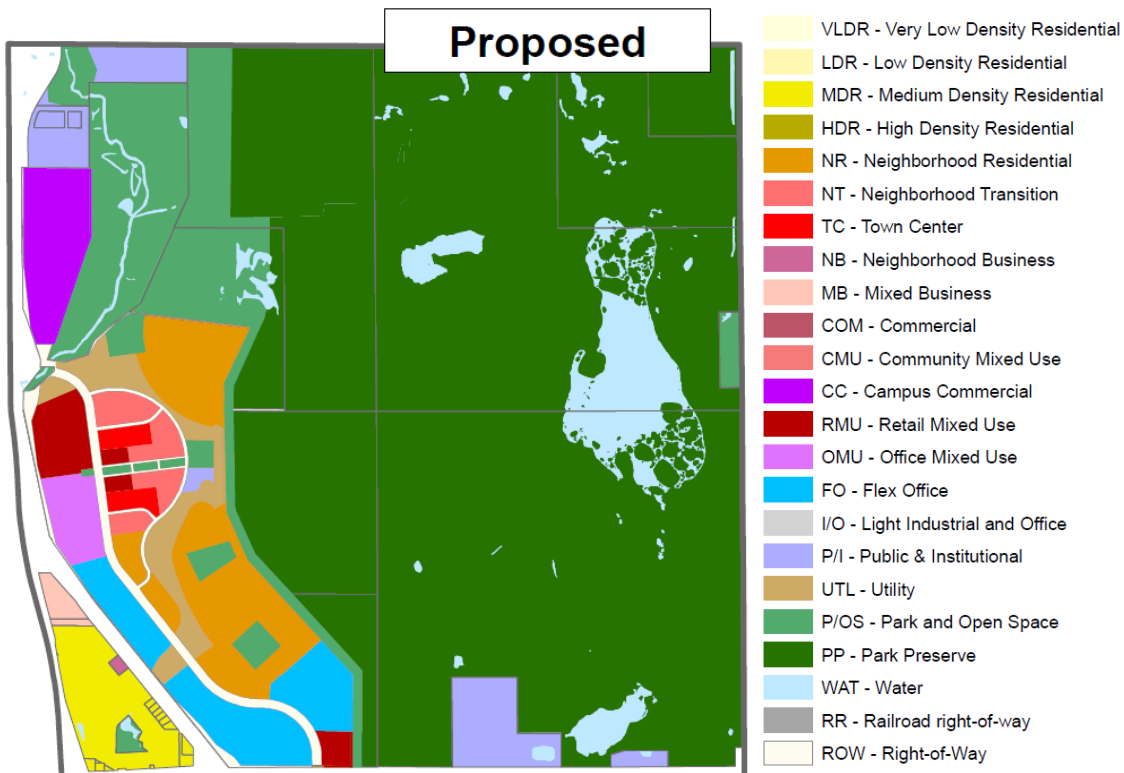 Proposed
VLDR - Very Low Density Residential
LDR - Low Density Residential
MDR - Medium Density Residential
HDR - High Density Residential
NR - Neighborhood Residential
NT - Neighborhood Transition
TC - Town Center
NB - Neighborhood Business
MB - Mixed Business
COM - Commercial
CMU - Community Mixed Use
CC - Campus Commercial
RMU - Retail Mixed Use
OMU - Office Mixed Use
FO - Flex Office
I/O - Light Industrial and Office
P/I - Public & Institutional
UTL - Utility
P/OS - Park and Open Space
PP - Park Preserve
WAT - Water
RR - Railroad right-of-way
ROW - Right-of-Way